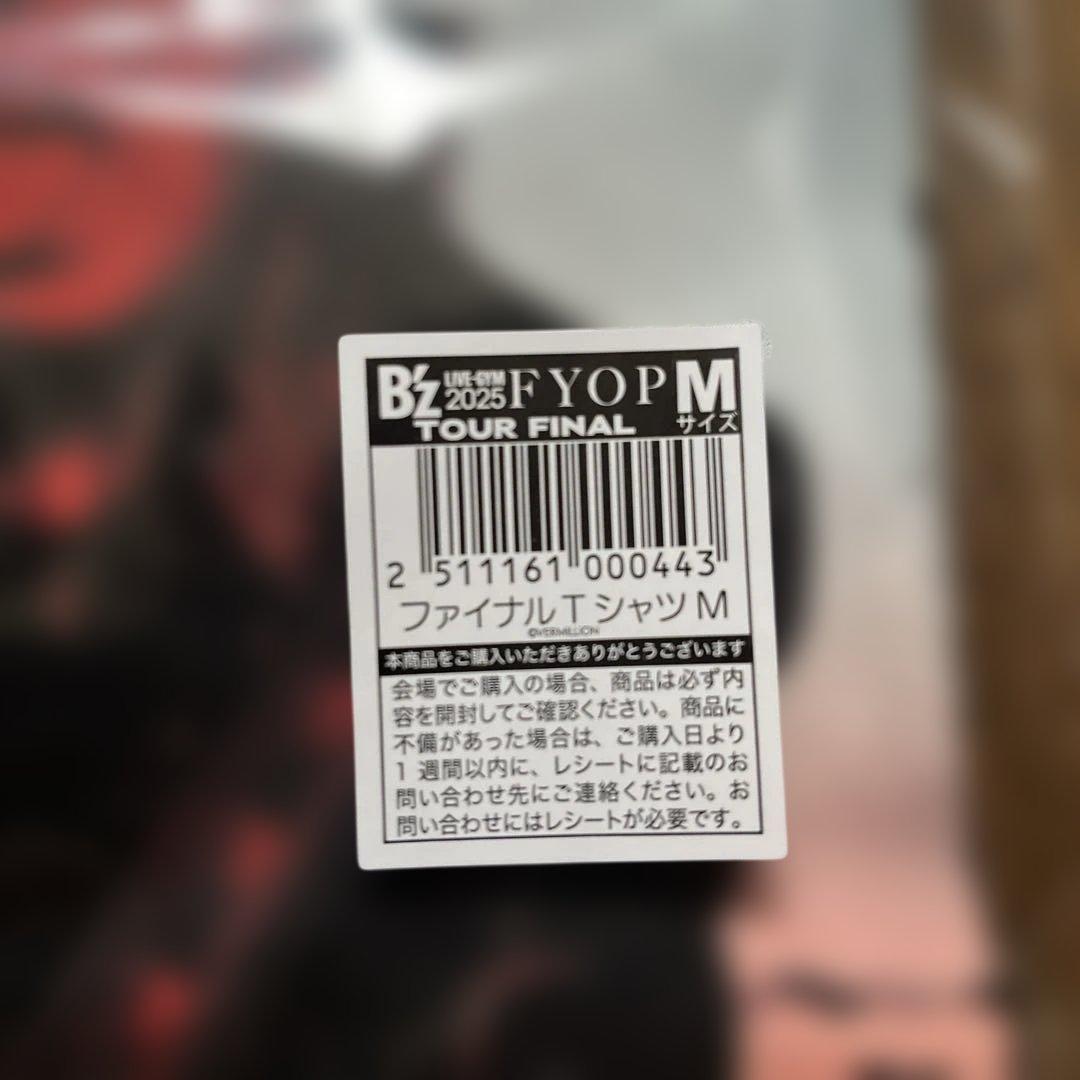 B'z LIVE-GYM 2025 FYOP M
TOUR FINAL サイズ
2 511161 000443
ファイナルTシャツ M
©VERMILLION
本商品をご購入いただきありがとうございます
会場でご購入の場合、商品は必ず内
容を開封してご確認ください。商品に
不備があった場合は、ご購入日より
1 週間以内に、レシートに記載のお
問い合わせ先にご連絡ください。お
問い合わせにはレシートが必要です。